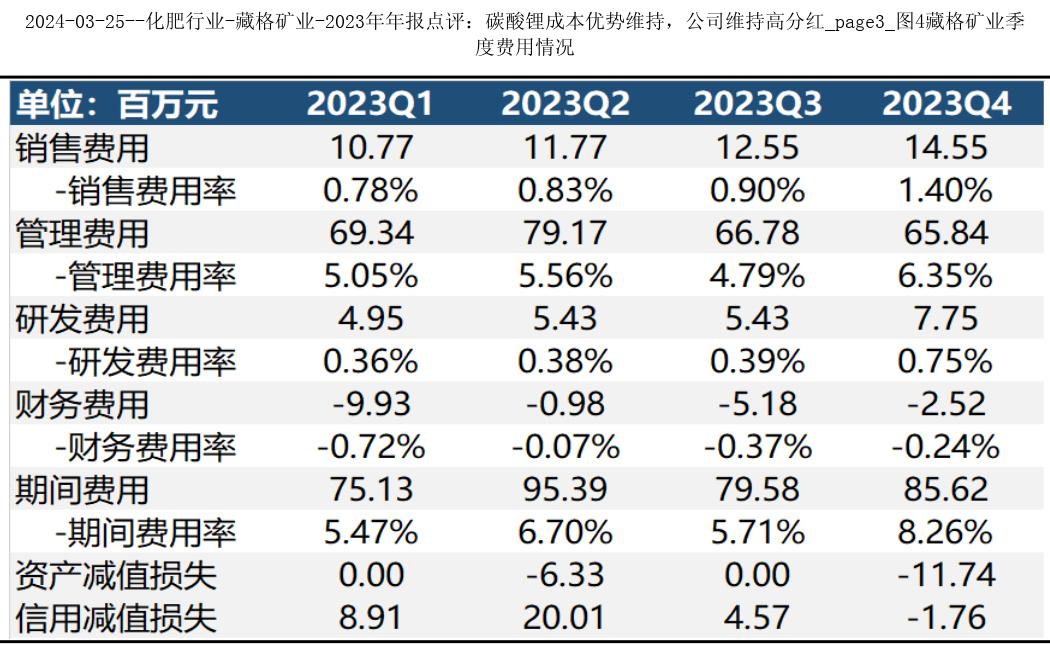 2024-03-25--化肥行业-藏格矿业-2023年年报点评：碳酸锂成本优势维持，公司维持高分红_page3_图4藏格矿业季
度费用情况
单位：百万元 2023Q1 2023Q2 2023Q3 2023Q4
销售费用 10.77 11.77 12.55 14.55
-销售费用率 0.78% 0.83% 0.90% 1.40%
管理费用 69.34 79.17 66.78 65.84
-管理费用率 5.05% 5.56% 4.79% 6.35%
研发费用 4.95 5.43 5.43 7.75
-研发费用率 0.36% 0.38% 0.39% 0.75%
财务费用 -9.93 -0.98 -5.18 -2.52
-财务费用率 -0.72% -0.07% -0.37% -0.24%
期间费用 75.13 95.39 79.58 85.62
-期间费用率 5.47% 6.70% 5.71% 8.26%
资产减值损失 0.00 -6.33 0.00 -11.74
信用减值损失 8.91 20.01 4.57 -1.76